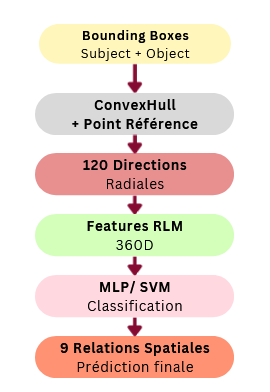 Bounding Boxes
Subject + Object
ConvexHull
+ Point Référence
120 Directions
Radiales
Features RLM
360D
MLP/ SVM
Classification
9 Relations Spatiales
Prédiction finale